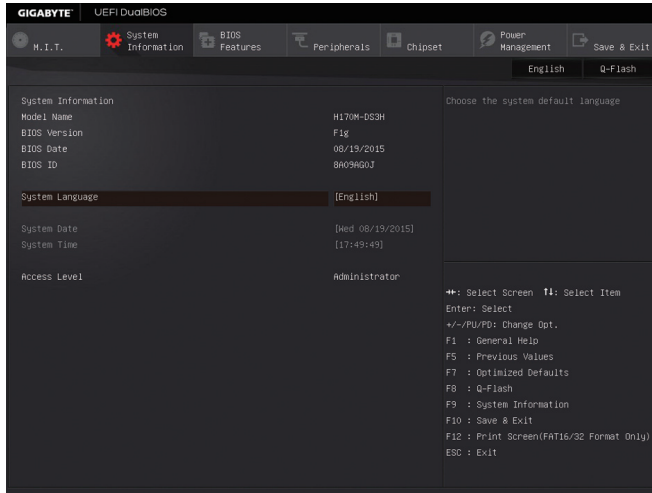 GIGABYTE™ UEFI DualBIOS
M.I.T. System Information BIOS Features Peripherals Chipset Power Management Save & Exit
English Q-Flash
System Information
Model Name H170M-DS3H
BIOS Version F1g
BIOS Date 08/19/2015
BIOS ID 8A09AG0J
System Language [English]
System Date [Wed 08/19/2015]
System Time [17:49:49]
Access Level Administrator
Choose the system default language
→←: Select Screen ↑↓: Select Item
Enter: Select
+/-/PU/PD: Change Opt.
F1 : General Help
F5 : Previous Values
F7 : Optimized Defaults
F8 : Q-Flash
F9 : System Information
F10 : Save & Exit
F12 : Print Screen(FAT16/32 Format Only)
ESC : Exit